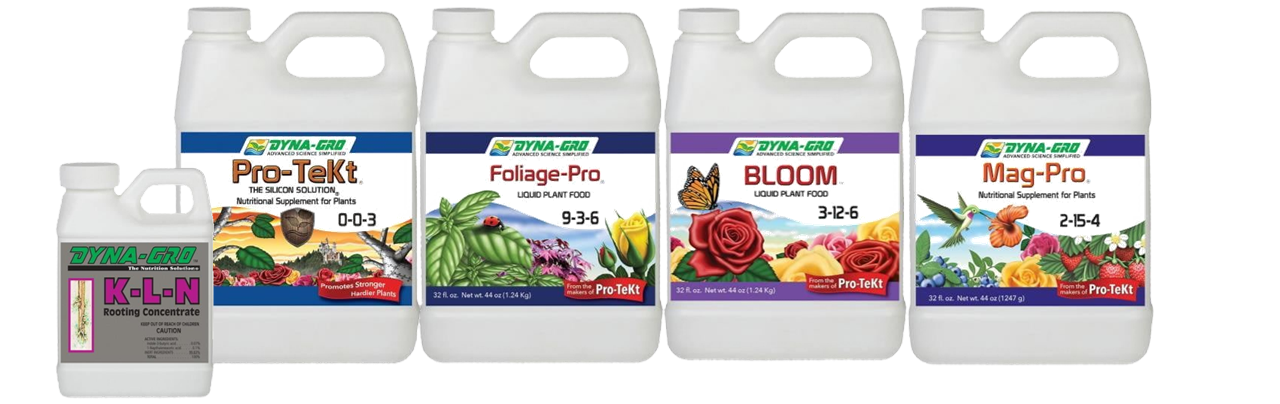 DYNA-GRO
The Nutrition Solution
K-L-N
Rooting Concentrate
KEEP OUT OF REACH OF CHILDREN
CAUTION
ACTIVE INGREDIENTS:
TOTAL
DYNA-GRO
ADVANCED SCIENCE SIMPLIFIED
Pro-TeKt®
THE SILICON SOLUTION®
Nutritional Supplement for Plants
0-0-3
Promotes Stronger
Hardier Plants
DYNA-GRO
ADVANCED SCIENCE SIMPLIFIED
Foliage-Pro®
LIQUID PLANT FOOD
9-3-6
32 fl. oz. Net wt. 44 oz (1.24 Kg)
From the
makers of Pro-TeKt
DYNA-GRO
ADVANCED SCIENCE SIMPLIFIED
BLOOM™
LIQUID PLANT FOOD
3-12-6
32 fl. oz. Net wt. 44 oz (1.24 Kg)
From the
makers of Pro-TeKt
DYNA-GRO
ADVANCED SCIENCE SIMPLIFIED
Mag-Pro®
Nutritional Supplement for Plants
2-15-4
32 fl. oz. Net wt. 44 oz (1247 g)
From the
makers of Pro-TeKt